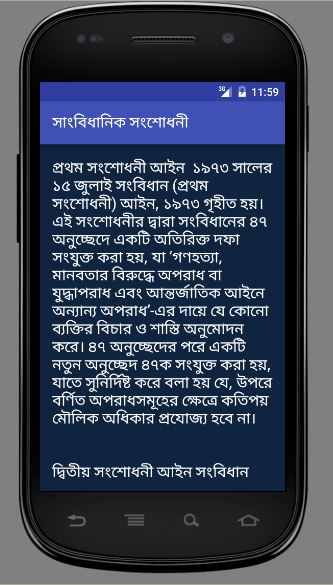 3G 11:59
সাংবিধানিক সংশোধনী
প্রথম সংশোধনী আইন ১৯৭৩ সালের
১৫ জুলাই সংবিধান (প্রথম
সংশোধনী) আইন, ১৯৭৩ গৃহীত হয়।
এই সংশোধনীর দ্বারা সংবিধানের ৪৭
অনুচ্ছেদে একটি অতিরিক্ত দফা
সংযুক্ত করা হয়, যা ‘গণহত্যা,
মানবতার বিরুদ্ধে অপরাধ বা
যুদ্ধাপরাধ এবং আন্তর্জাতিক আইনে
অন্যান্য অপরাধ’-এর দায়ে যে কোনো
ব্যক্তির বিচার ও শাস্তি অনুমোদন
করে। ৪৭ অনুচ্ছেদের পরে একটি
নতুন অনুচ্ছেদ ৪৭ক সংযুক্ত করা হয়,
যাতে সুনির্দিষ্ট করে বলা হয় যে, উপরে
বর্ণিত অপরাধসমূহের ক্ষেত্রে কতিপয়
মৌলিক অধিকার প্রযোজ্য হবে না।
দ্বিতীয় সংশোধনী আইন সংবিধান